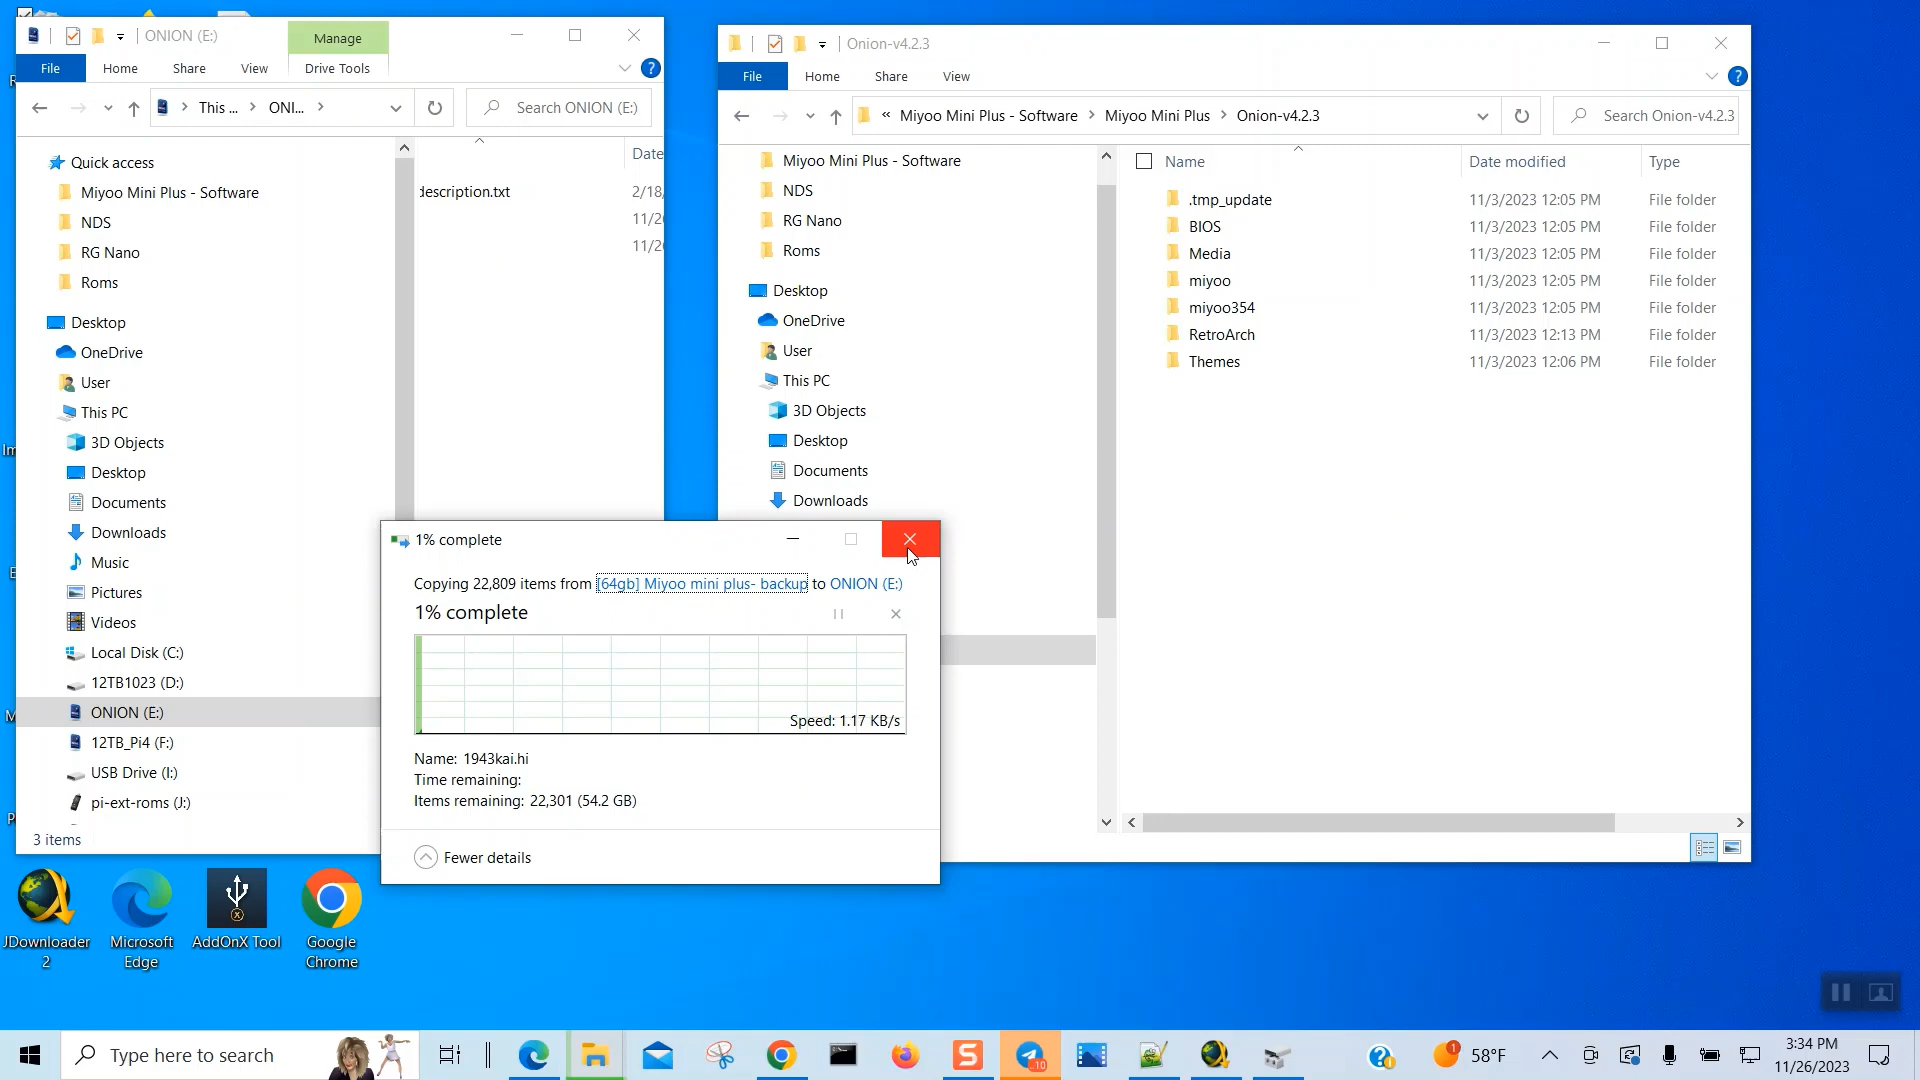 ONION (E:)
Manage
File
Home
Share
View
Drive Tools
This ...
ONI...
Search ONION (E:)
Quick access
Miyoo Mini Plus - Software
NDS
RG Nano
Roms
Desktop
OneDrive
User
This PC
3D Objects
Desktop
Documents
Downloads
Music
Pictures
Videos
Local Disk (C:)
12TB1023 (D:)
ONION (E:)
12TB_Pi4 (F:)
USB Drive (I:)
pi-ext-roms (J:)
3 items
Date
description.txt
2/18/
11/2
11/2
Onion-v4.2.3
File
Home
Share
View
« Miyoo Mini Plus - Software
Miyoo Mini Plus
Onion-v4.2.3
Search Onion-v4.2.3
Miyoo Mini Plus - Software
NDS
RG Nano
Roms
Desktop
OneDrive
User
This PC
3D Objects
Desktop
Documents
Downloads
Name
Date modified
Type
.tmp_update 11/3/2023 12:05 PM File folder
BIOS 11/3/2023 12:05 PM File folder
Media 11/3/2023 12:05 PM File folder
miyoo 11/3/2023 12:05 PM File folder
miyoo354 11/3/2023 12:05 PM File folder
RetroArch 11/3/2023 12:13 PM File folder
Themes 11/3/2023 12:06 PM File folder
1% complete
Copying 22,809 items from [64gb] Miyoo mini plus- backup to ONION (E:)
1% complete
Speed: 1.17 KB/s
Name: 1943kai.hi
Time remaining:
Items remaining: 22,301 (54.2 GB)
Fewer details
JDownloader
2
Microsoft
Edge
AddOnX Tool
Google
Chrome
Type here to search
10
1
58°F
3:34 PM
11/26/2023